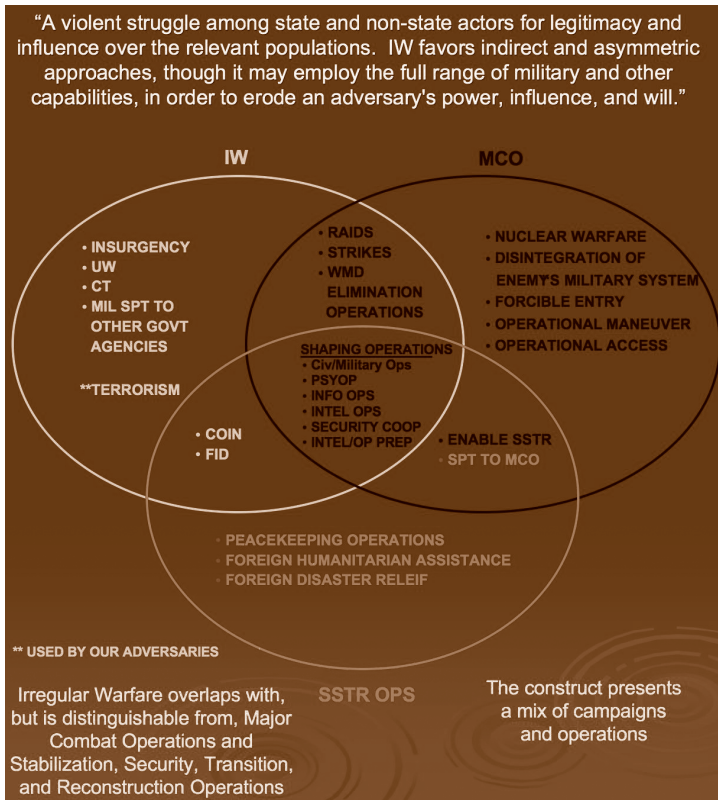 “A violent struggle among state and non-state actors for legitimacy and
influence over the relevant populations.  IW favors indirect and asymmetric
approaches, though it may employ the full range of military and other
capabilities, in order to erode an adversary's power, influence, and will.”
IW
MCO
• INSURGENCY
• UW
• CT
• MIL SPT TO
OTHER GOVT
AGENCIES
**TERRORISM
• RAIDS
• STRIKES
• WMD
ELIMINATION
OPERATIONS
• NUCLEAR WARFARE
• DISINTEGRATION OF
ENEMY'S MILITARY SYSTEM
• FORCIBLE ENTRY
• OPERATIONAL MANEUVER
• OPERATIONAL ACCESS
SHAPING OPERATIONS
• Civ/Military Ops
• PSYOP
• INFO OPS
• INTEL OPS
• SECURITY COOP
• INTEL/OP PREP
• COIN
• FID
• ENABLE SSTR
• SPT TO MCO
• PEACEKEEPING OPERATIONS
• FOREIGN HUMANITARIAN ASSISTANCE
• FOREIGN DISASTER RELEIF
** USED BY OUR ADVERSARIES
SSTR OPS
Irregular Warfare overlaps with,
but is distinguishable from, Major
Combat Operations and
Stabilization, Security, Transition,
and Reconstruction Operations
The construct presents
a mix of campaigns
and operations